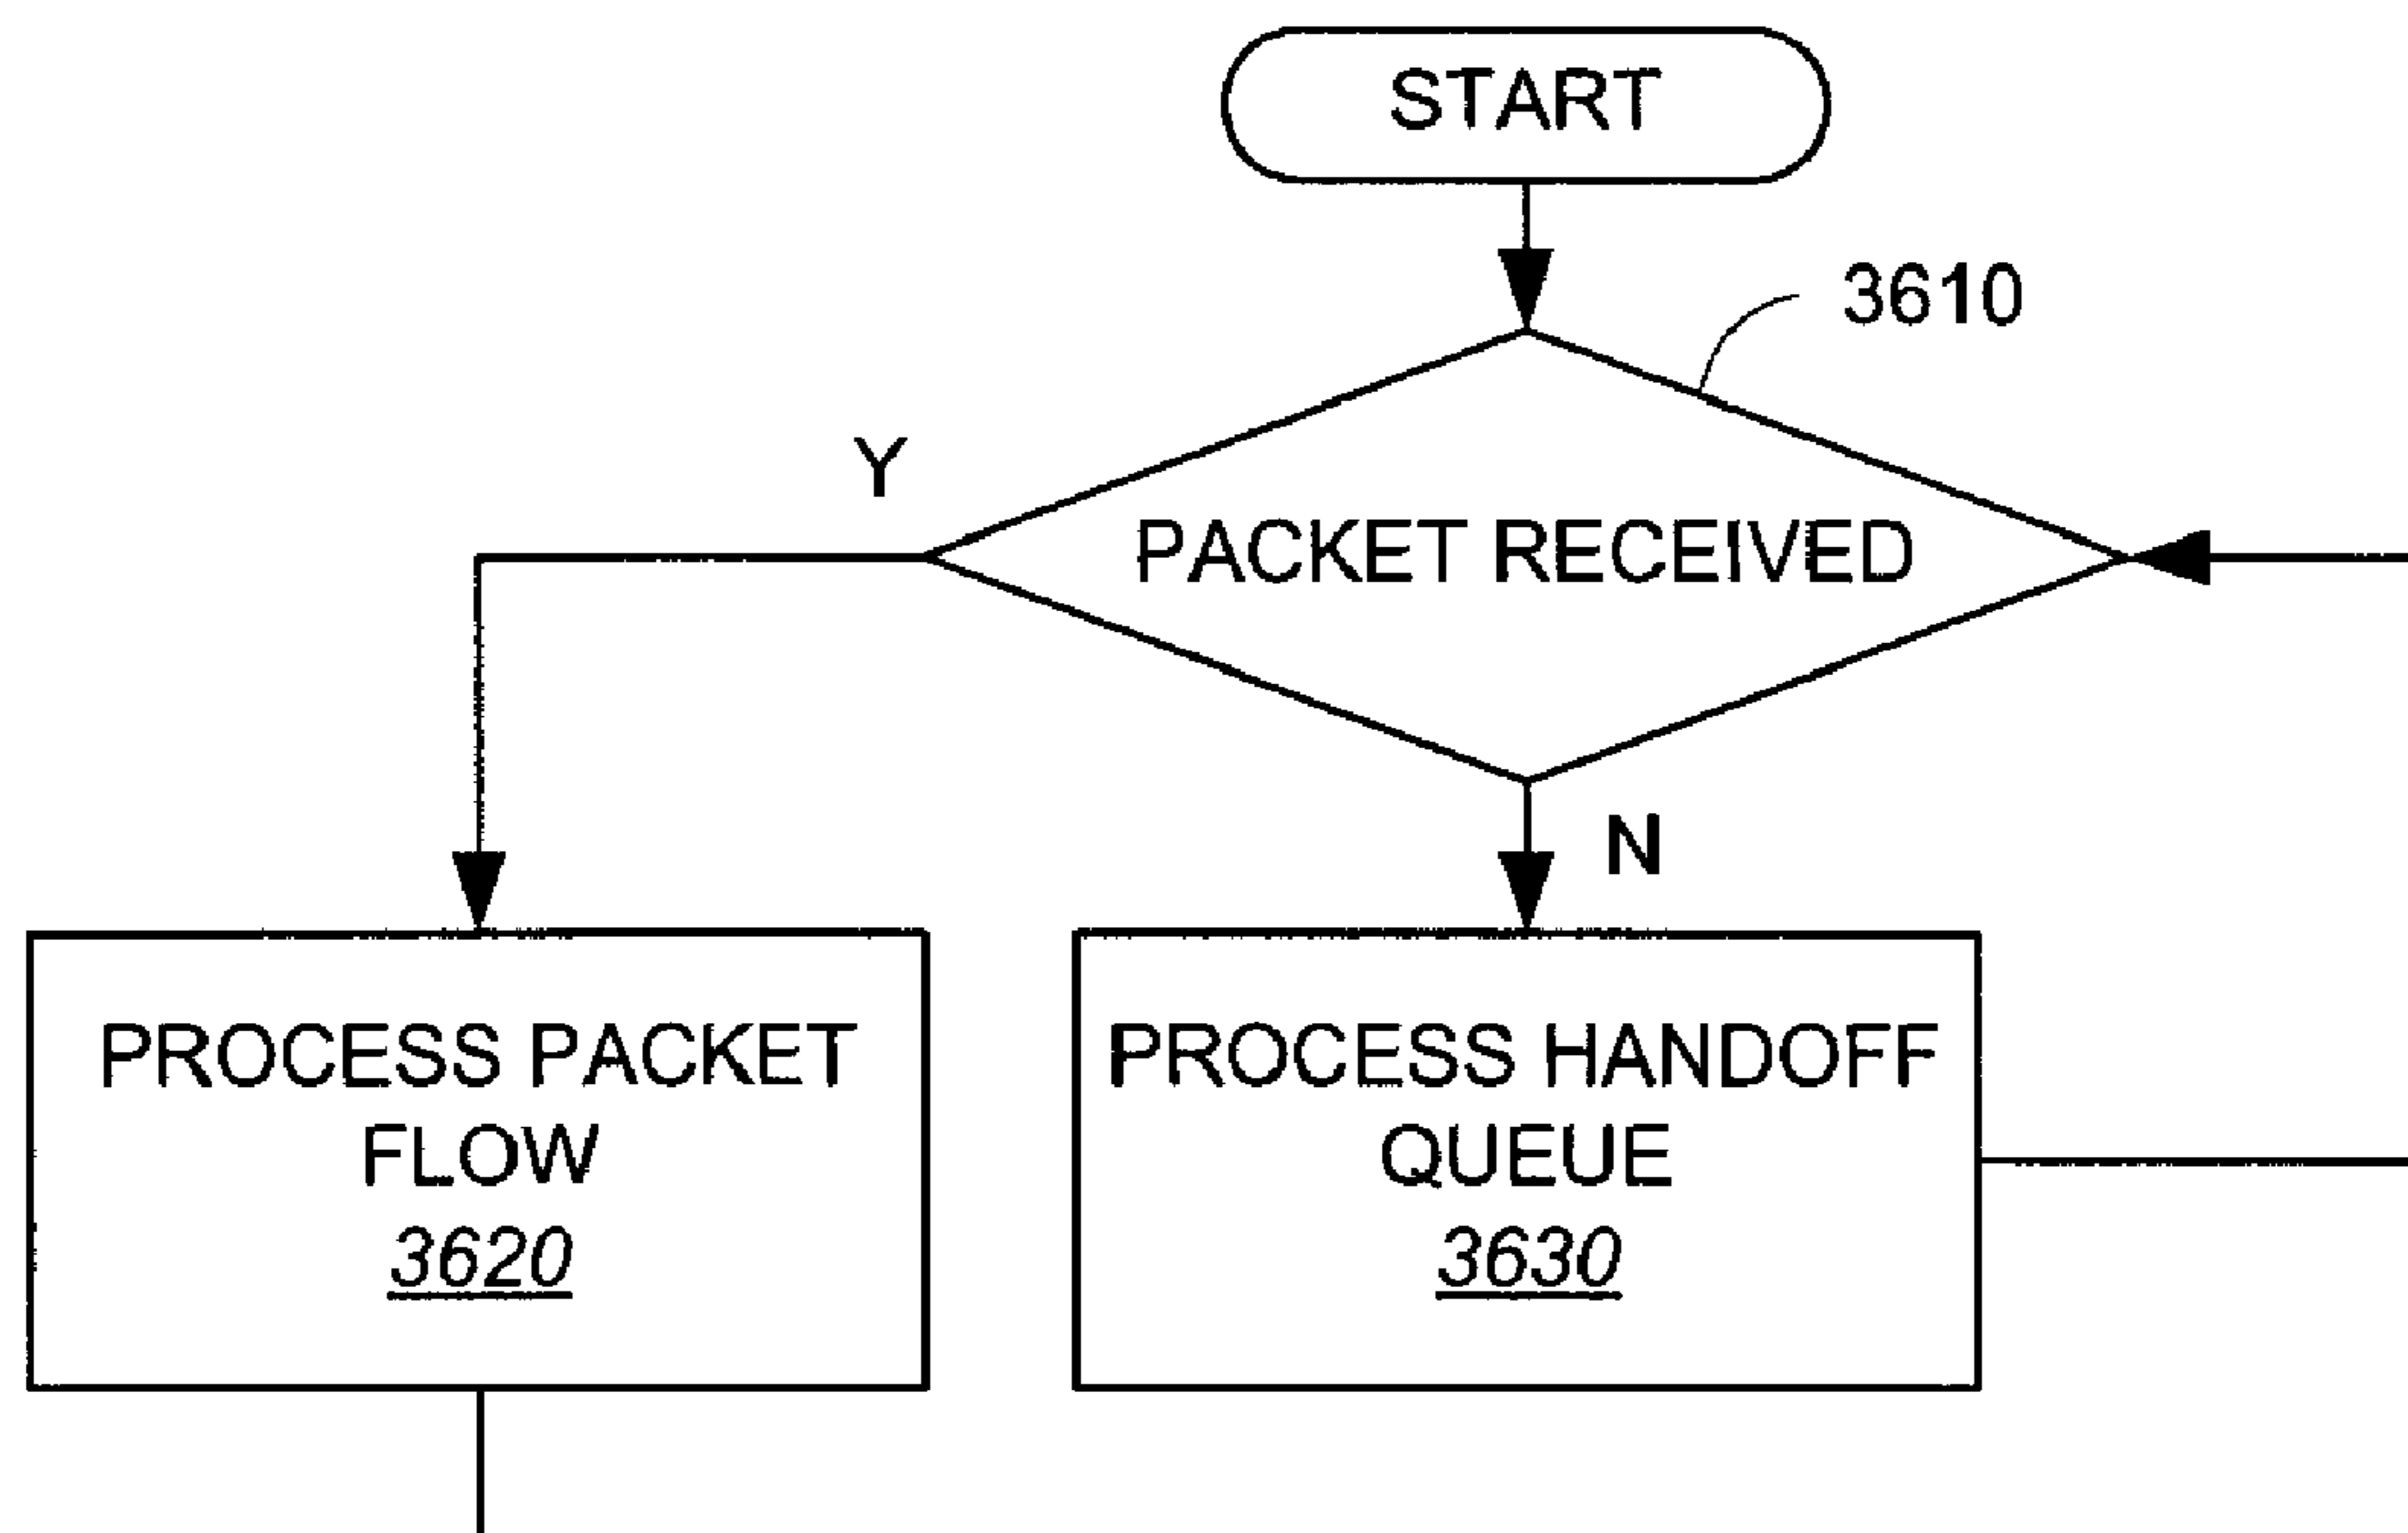 START
3610
Y
PACKET RECEIVED
N
PROCESS PACKET
FLOW
3620
PROCESS HANDOFF
QUEUE
3630